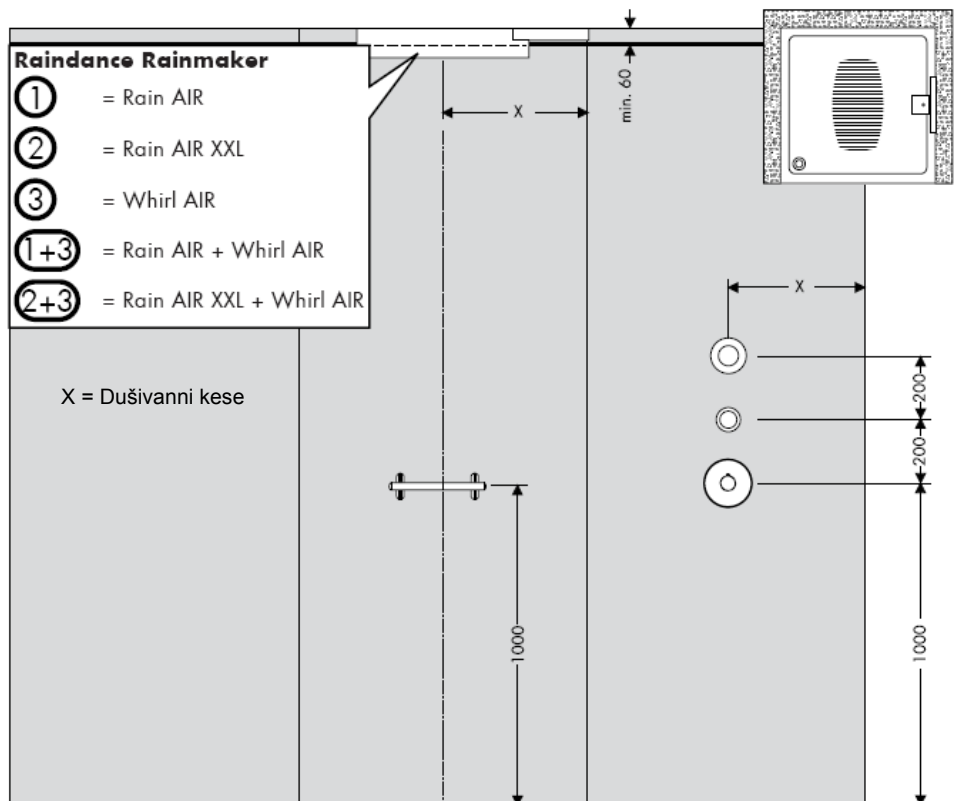 Raindance Rainmaker
1 = Rain AIR
2 = Rain AIR XXL
3 = Whirl AIR
1+3 = Rain AIR + Whirl AIR
2+3 = Rain AIR XXL + Whirl AIR
X = Dušivanni kese
X
min. 60
X
200
200
1000
1000